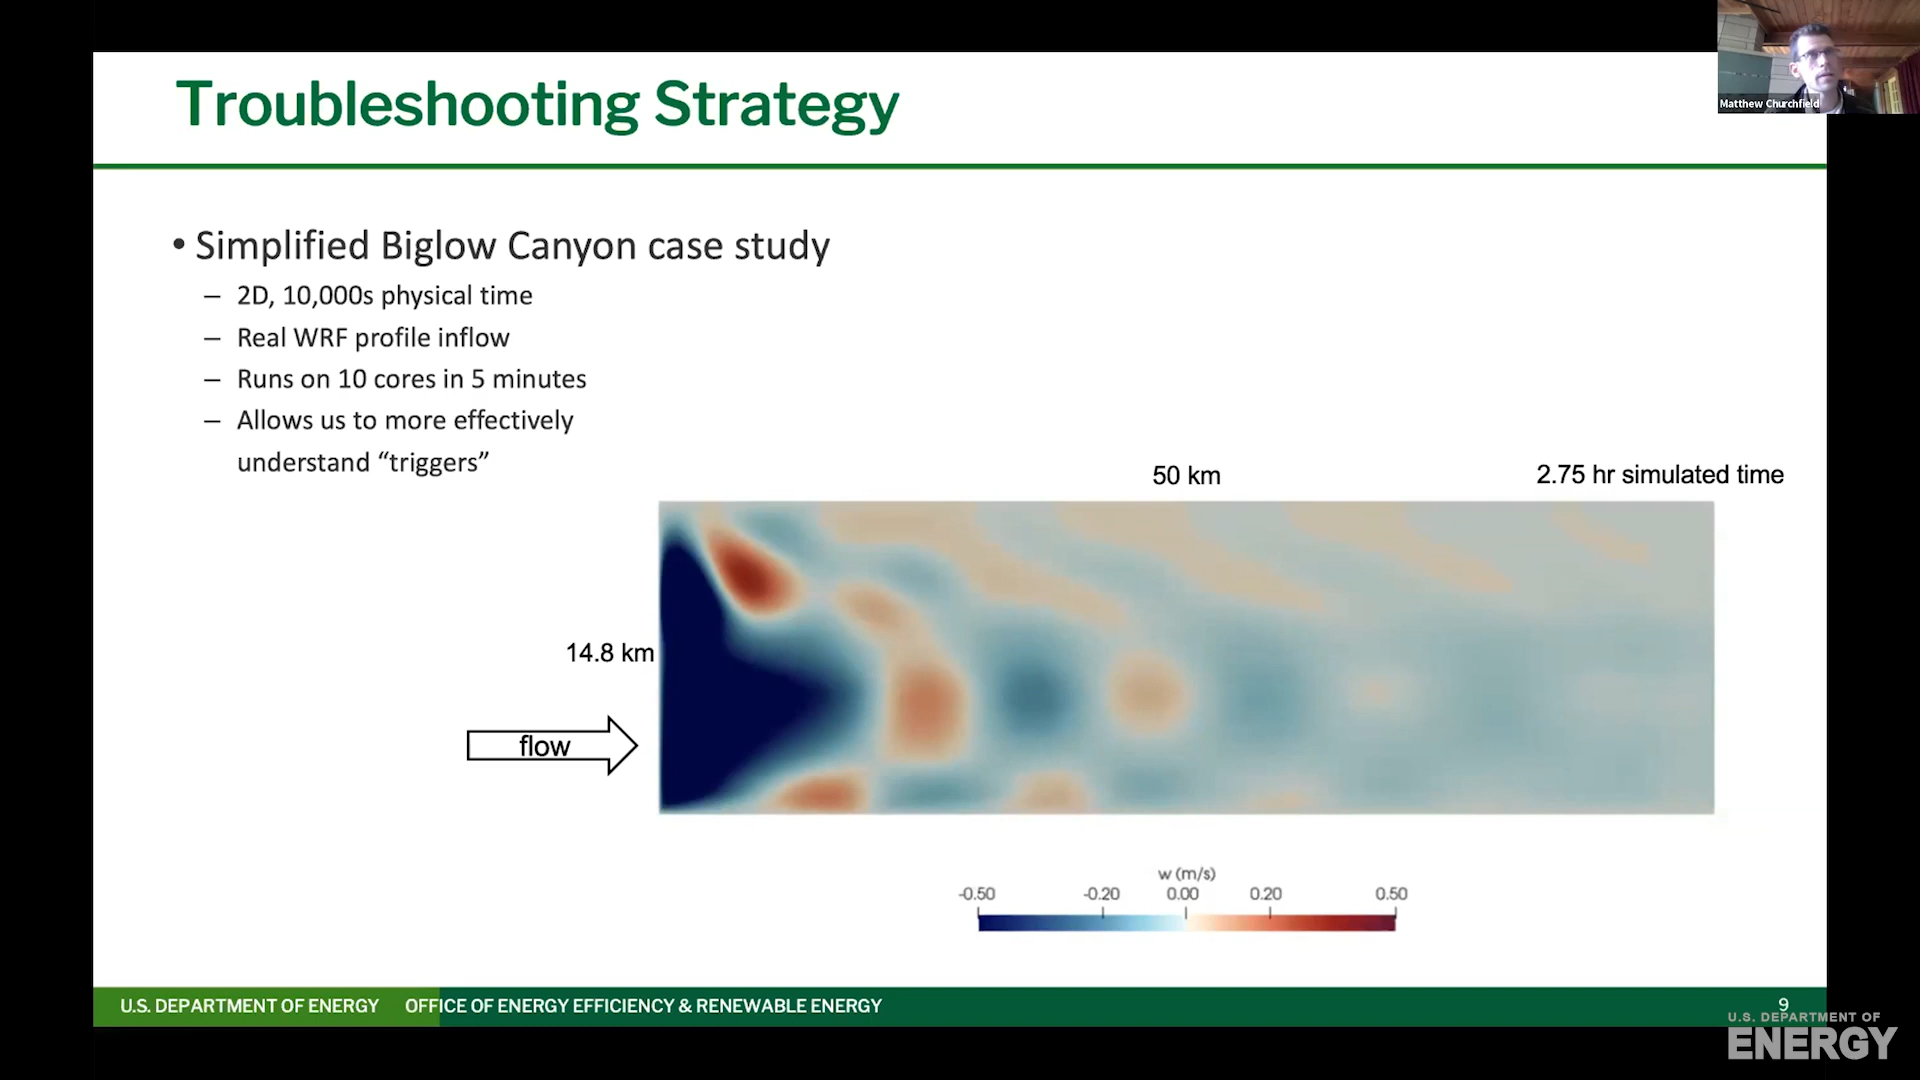 Troubleshooting Strategy
Matthew Churchfield
• Simplified Biglow Canyon case study
– 2D, 10,000s physical time
– Real WRF profile inflow
– Runs on 10 cores in 5 minutes
– Allows us to more effectively
understand “triggers”
50 km
2.75 hr simulated time
14.8 km
flow
w (m/s)
-0.50 -0.20 0.00 0.20 0.50
U.S. DEPARTMENT OF ENERGY OFFICE OF ENERGY EFFICIENCY & RENEWABLE ENERGY
9
U.S. DEPARTMENT OF
ENERGY